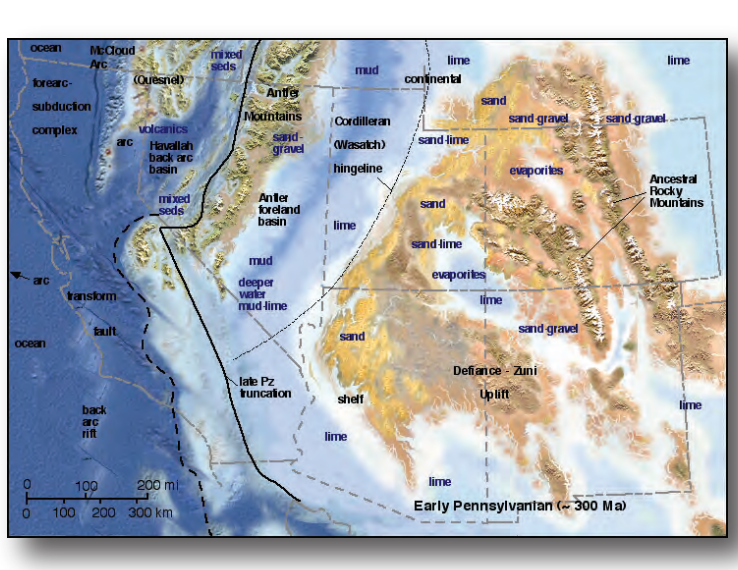 ocean
McCloud
Arc
mixed
seds
lime
lime
mud
continental
forearc-
subduction
complex
(Quesnel)
Antler
Mountains
sand-
gravel
Cordilleran
(Wasatch)
hingeline
sand
sand-gravel
sand-gravel
sand-lime
arc
volcanics
Havallah
back arc
basin
evaporites
Ancestral
Rocky
Mountains
mixed
seds
Antler
foreland
basin
lime
sand
sand-lime
mud
evaporites
deeper
water
mud-lime
lime
arc
transform
fault
ocean
sand
sand-gravel
Defiance - Zuni
Uplift
late Pz
truncation
shelf
back
arc
rift
lime
lime
lime
0 100 200 mi
0 100 200 300 km
Early Pennsylvanian (~ 300 Ma)